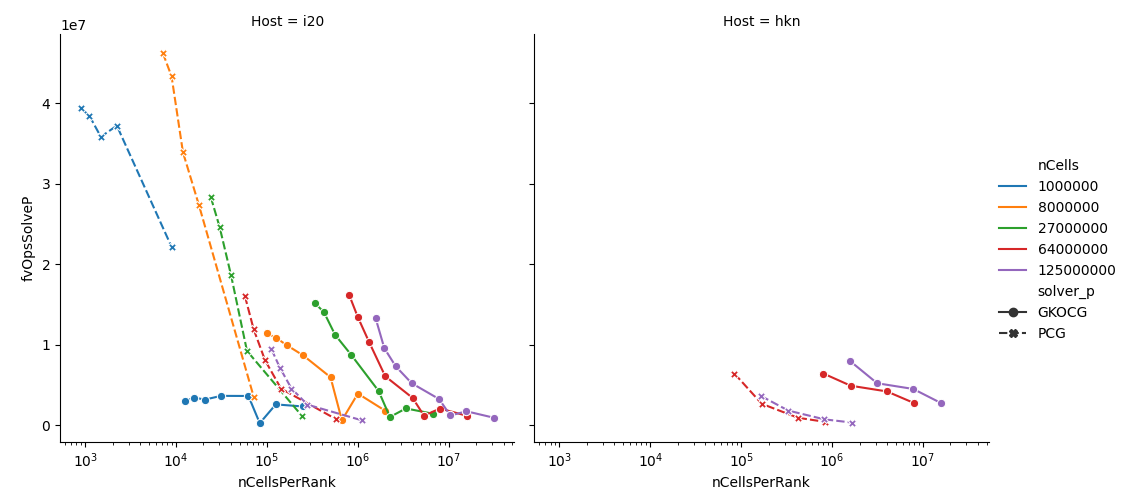 1e7
Host = i20
Host = hkn
fvOpsSolveP
4
3
2
1
0
10³ 10⁴ 10⁵ 10⁶ 10⁷
nCellsPerRank
10³ 10⁴ 10⁵ 10⁶ 10⁷
nCellsPerRank
nCells
1000000
8000000
27000000
64000000
125000000
solver_p
GKOCG
PCG